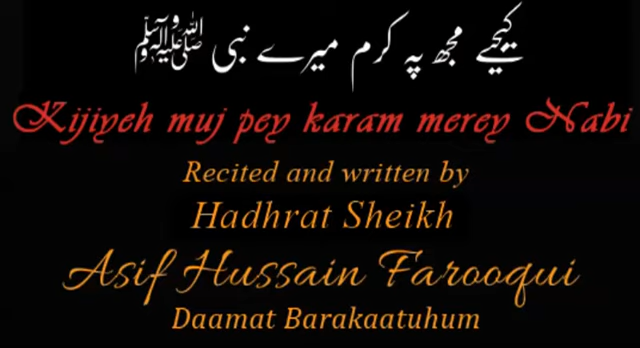 کیجیے مجھ پہ کرم میرے نبی ﷺ
Kijiyeh muj pey karam merey Nabi
Recited and written by
Hadhrat Sheikh
Asif Hussain Farooqui
Daamat Barakaatuhum